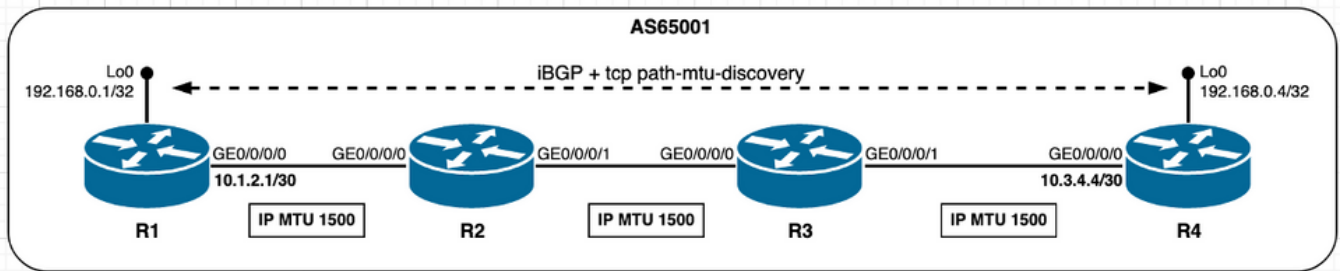 AS65001
iBGP + tcp path-mtu-discovery
Lo0
192.168.0.1/32
Lo0
192.168.0.4/32
GE0/0/0/0
GE0/0/0/0
GE0/0/0/1
GE0/0/0/0
GE0/0/0/1
GE0/0/0/0
10.1.2.1/30
10.3.4.4/30
IP MTU 1500
IP MTU 1500
IP MTU 1500
R1
R2
R3
R4